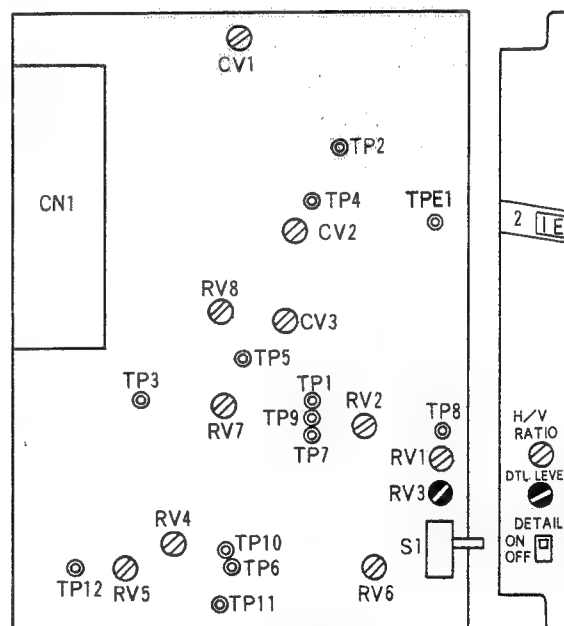 CV1
TP2
CN1
TP4
TPE1
CV2
2
IE
RV8
CV3
TP5
TP3
TP1
RV2
TP9
TP8
RV7
TP7
H/V
RATIO
RV1
DTL. LEVE
RV3
RV4
TP10
S1
DETAIL
ON
OFF
TP12
RV5
TP6
RV6
TP11